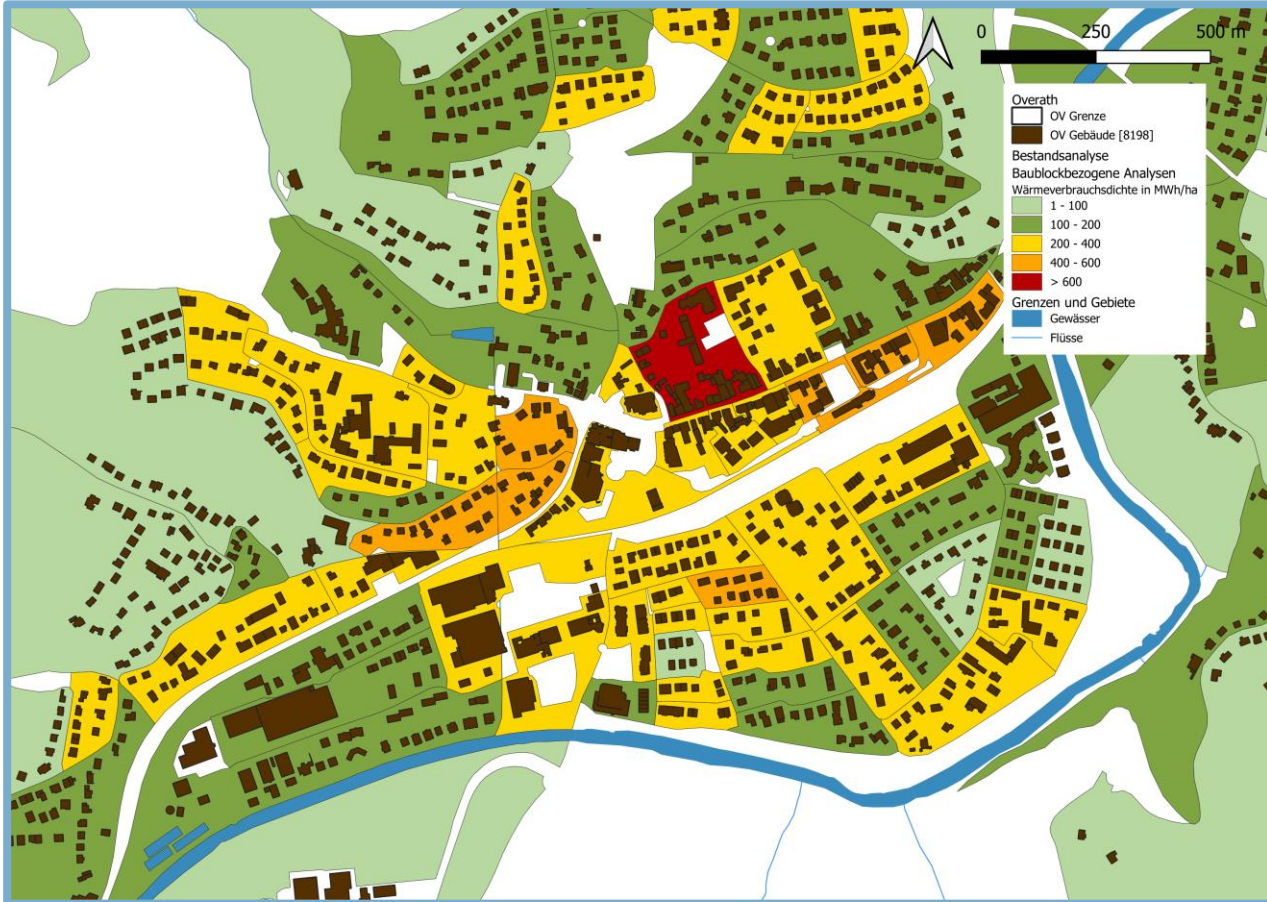 0 250 500 m
Overath
OV Grenze
OV Gebäude [8198]
Bestandsanalyse
Baublockbezogene Analysen
Wärmeverbrauchsdichte in MWh/ha
1 - 100
100 - 200
200 - 400
400 - 600
> 600
Grenzen und Gebiete
Gewässer
Flüsse